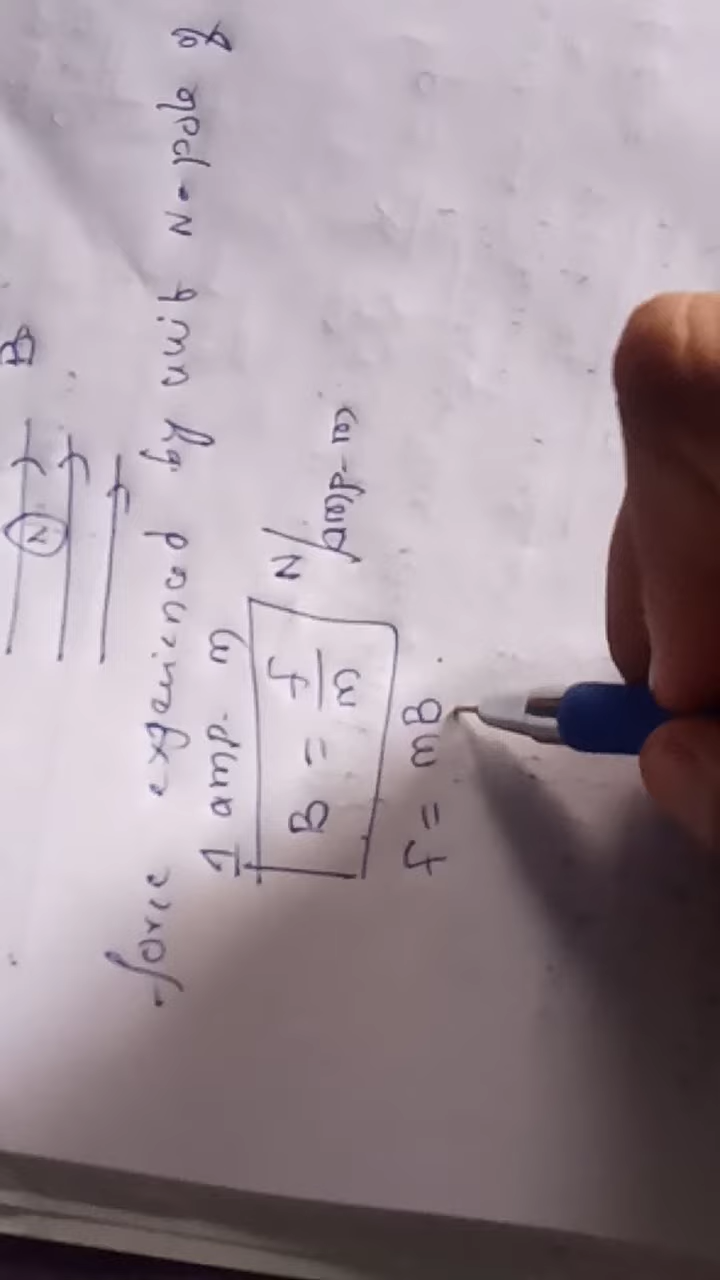 B
N
force experienced by unit N-pole of
1 amp-m
B = f/m N/amp-m
f = mB